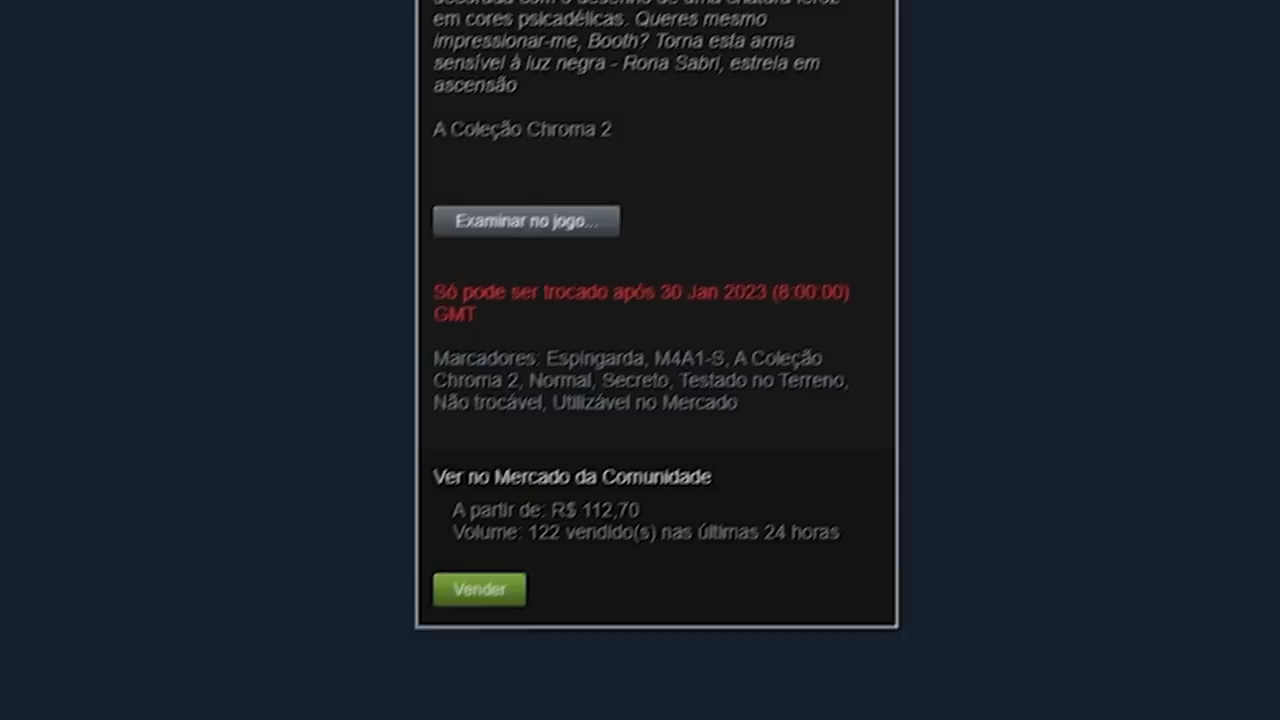 em cores psicadélicas. Queres mesmo
impressionar-me, Booth? Torna esta arma
sensível à luz negra - Rona Sabri, estrela em
ascensão
A Coleção Chroma 2
Examinar no jogo...
Só pode ser trocado após 30 Jan 2023 (8:00:00)
GMT
Marcadores: Espingarda, M4A1-S, A Coleção
Chroma 2, Normal, Secreto, Testado no Terreno,
Não trocável, Utilizável no Mercado
Ver no Mercado da Comunidade
A partir de: R$ 112,70
Volume: 122 vendido(s) nas últimas 24 horas
Vender